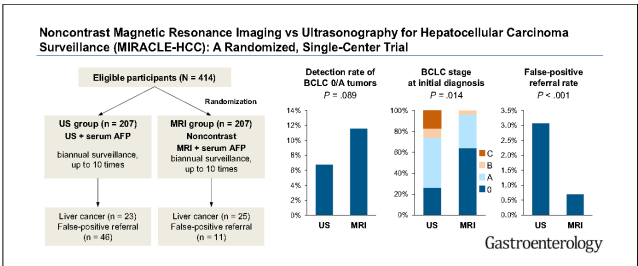 Noncontrast Magnetic Resonance Imaging vs Ultrasonography for Hepatocellular Carcinoma
Surveillance (MIRACLE-HCC): A Randomized, Single-Center Trial
Eligible participants (N = 414)
Randomization
US group (n = 207)
US + serum AFP
biannual surveillance,
up to 10 times
MRI group (n = 207)
Noncontrast
MRI + serum AFP
biannual surveillance,
up to 10 times
Liver cancer (n = 23)
False-positive referral
(n = 46)
Liver cancer (n = 25)
False-positive referral
(n = 11)
Detection rate of
BCLC 0/A tumors
P = .089
14%
12%
10%
8%
6%
4%
2%
0%
US MRI
BCLC stage
at initial diagnosis
P = .014
100%
80%
60%
40%
20%
0%
US MRI
C
B
A
0
False-positive
referral rate
P < .001
3.5%
3.0%
2.5%
2.0%
1.5%
1.0%
0.5%
0.0%
US MRI
Gastroenterology